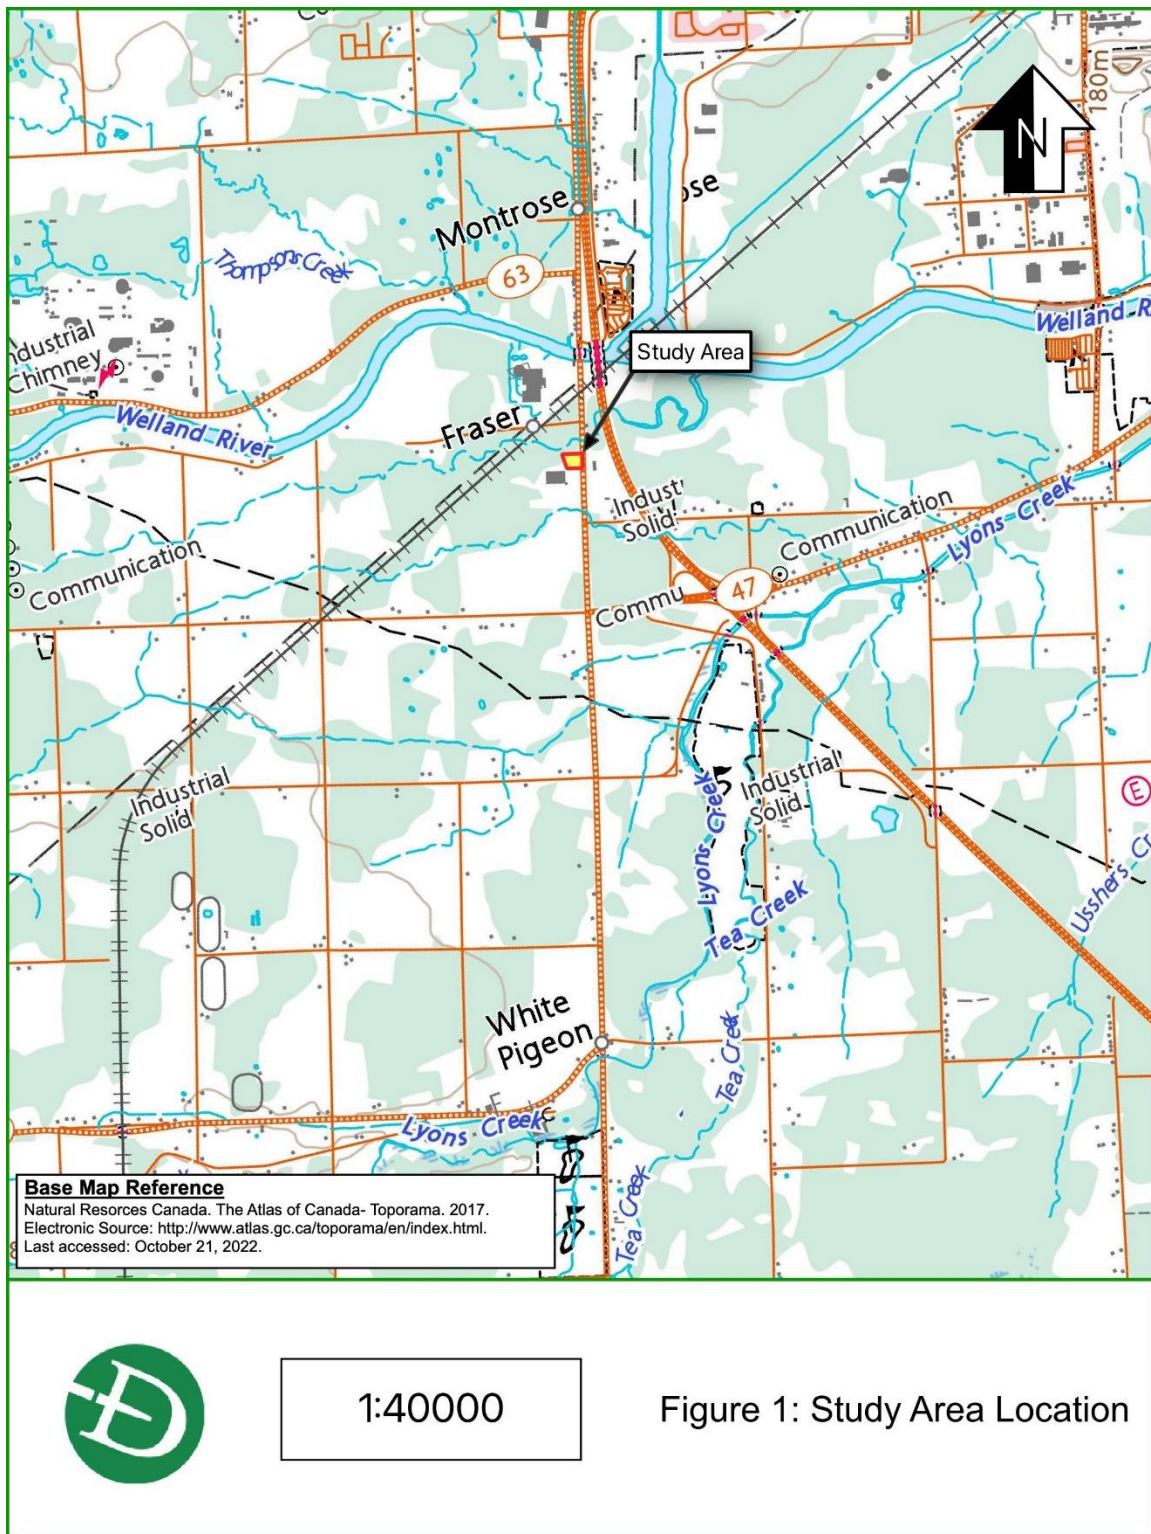 Co
180m
N
ose
Montrose
Thompsons Creek
63
Welland R
Study Area
ndustrial
Chimney
Welland River
Fraser
Indust
Solid
Communication
Lyons Creek
Communication
47
Commu
Industrial
Solid
Lyons Creek
Industrial
Solid
E
Usshers Cr
Tea Creek
White
Pigeon
Tea Creek
Lyons Creek
Tea Creek
Base Map Reference
Natural Resorces Canada. The Atlas of Canada- Toporama. 2017.
Electronic Source: http://www.atlas.gc.ca/toporama/en/index.html.
Last accessed: October 21, 2022.
D
1:40000
Figure 1: Study Area Location